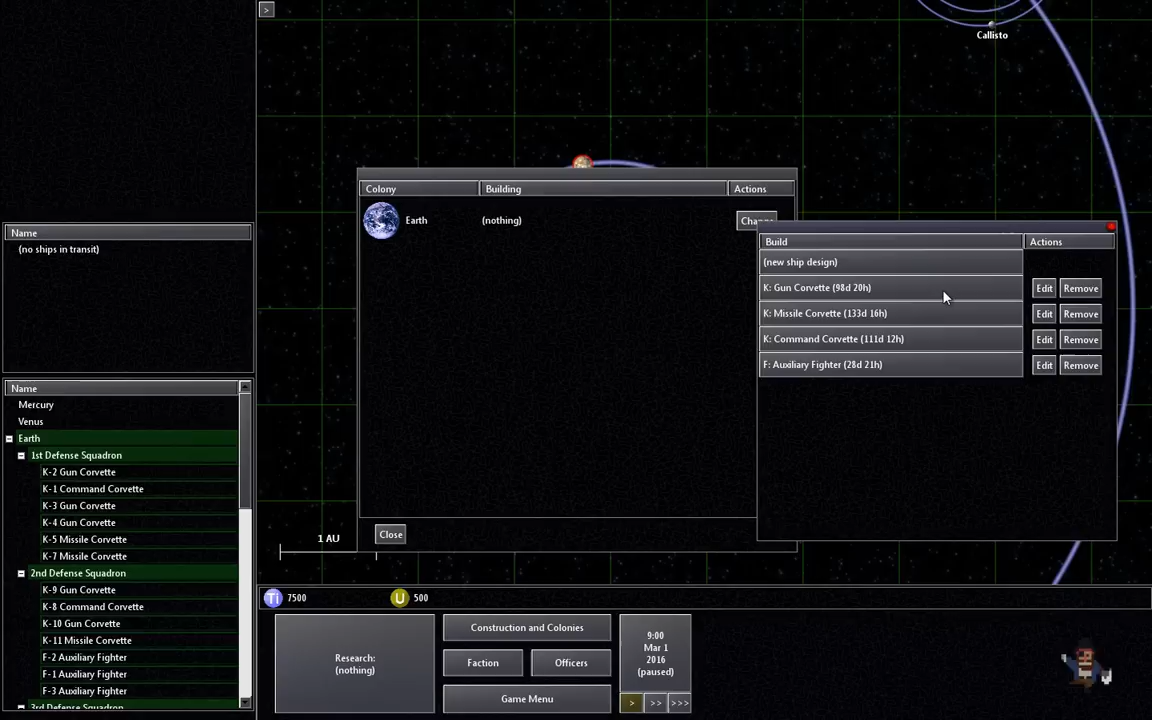 >
Callisto
Name
(no ships in transit)
Name
Mercury
Venus
Earth
1st Defense Squadron
K-2 Gun Corvette
K-1 Command Corvette
K-3 Gun Corvette
K-4 Gun Corvette
K-5 Missile Corvette
K-7 Missile Corvette
2nd Defense Squadron
K-9 Gun Corvette
K-8 Command Corvette
K-10 Gun Corvette
K-11 Missile Corvette
F-2 Auxiliary Fighter
F-1 Auxiliary Fighter
F-3 Auxiliary Fighter
3rd Defense Squadron
Colony Building Actions
Earth (nothing) Change
Close
Build Actions
(new ship design)
K: Gun Corvette (98d 20h) Edit Remove
K: Missile Corvette (133d 16h) Edit Remove
K: Command Corvette (111d 12h) Edit Remove
F: Auxiliary Fighter (28d 21h) Edit Remove
1 AU
Ti 7500 U 500
Research:
(nothing)
Construction and Colonies
Faction Officers
Game Menu
9:00
Mar 1
2016
(paused)
> >> >>>